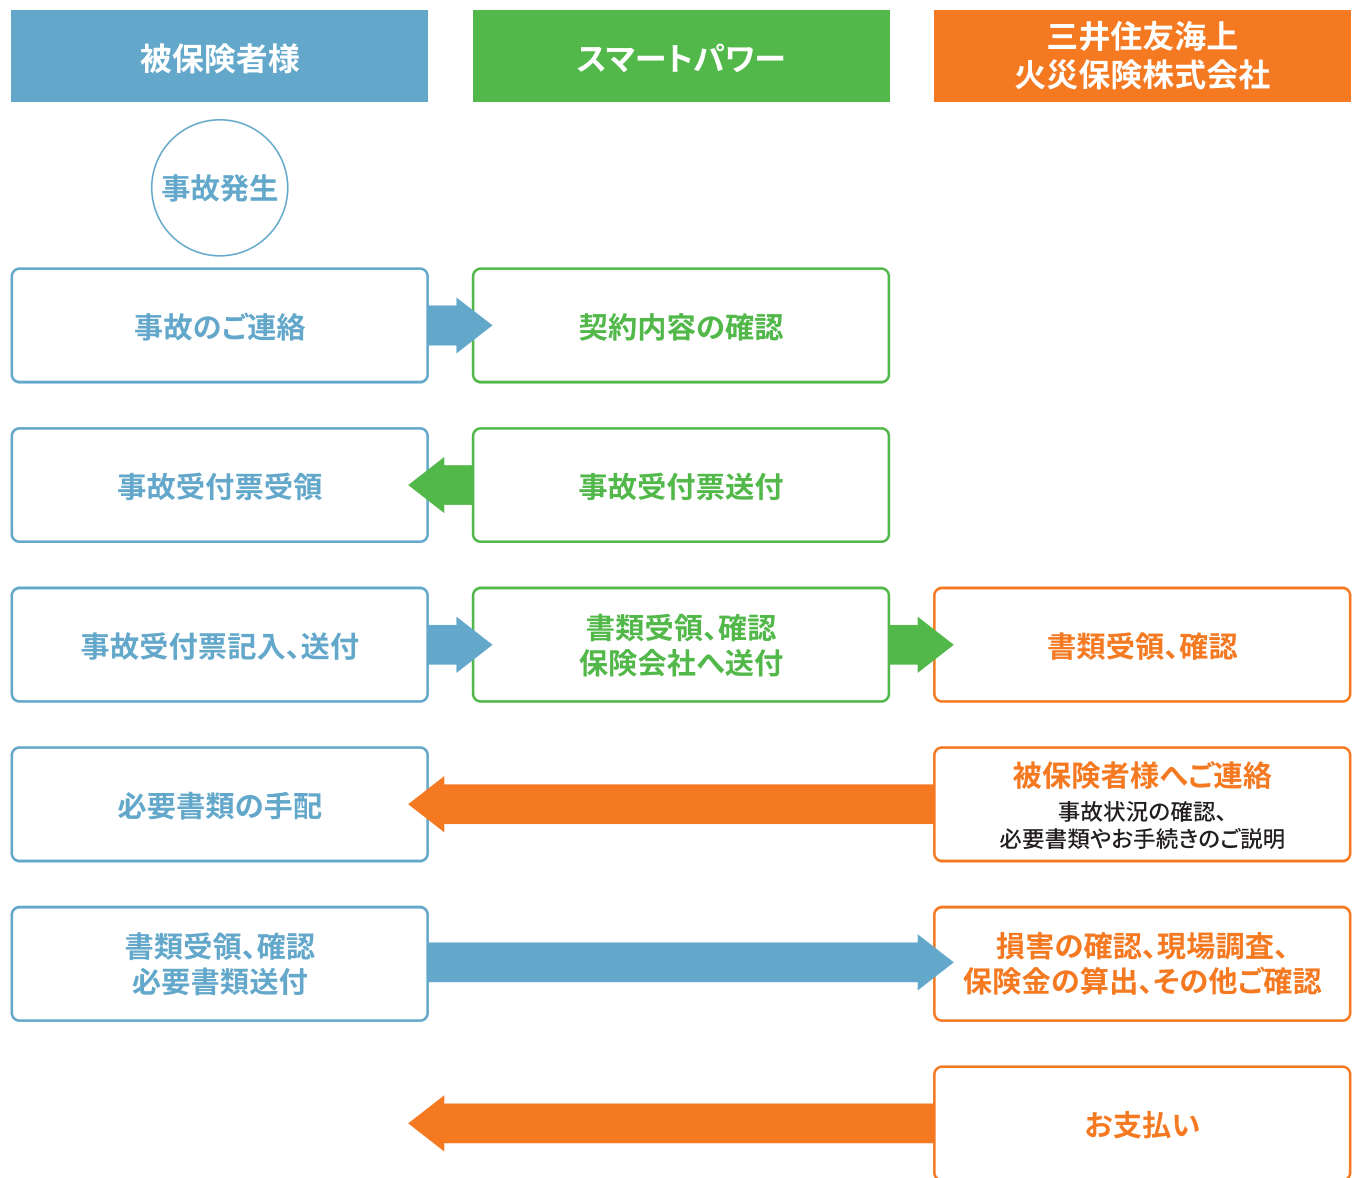 被保険者様
スマートパワー
三井住友海上
火災保険株式会社
事故発生
事故のご連絡
契約内容の確認
事故受付票受領
事故受付票送付
事故受付票記入、送付
書類受領、確認
保険会社へ送付
書類受領、確認
必要書類の手配
被保険者様へご連絡
事故状況の確認、
必要書類やお手続きのご説明
書類受領、確認
必要書類送付
損害の確認、現場調査、
保険金の算出、その他ご確認
お支払い